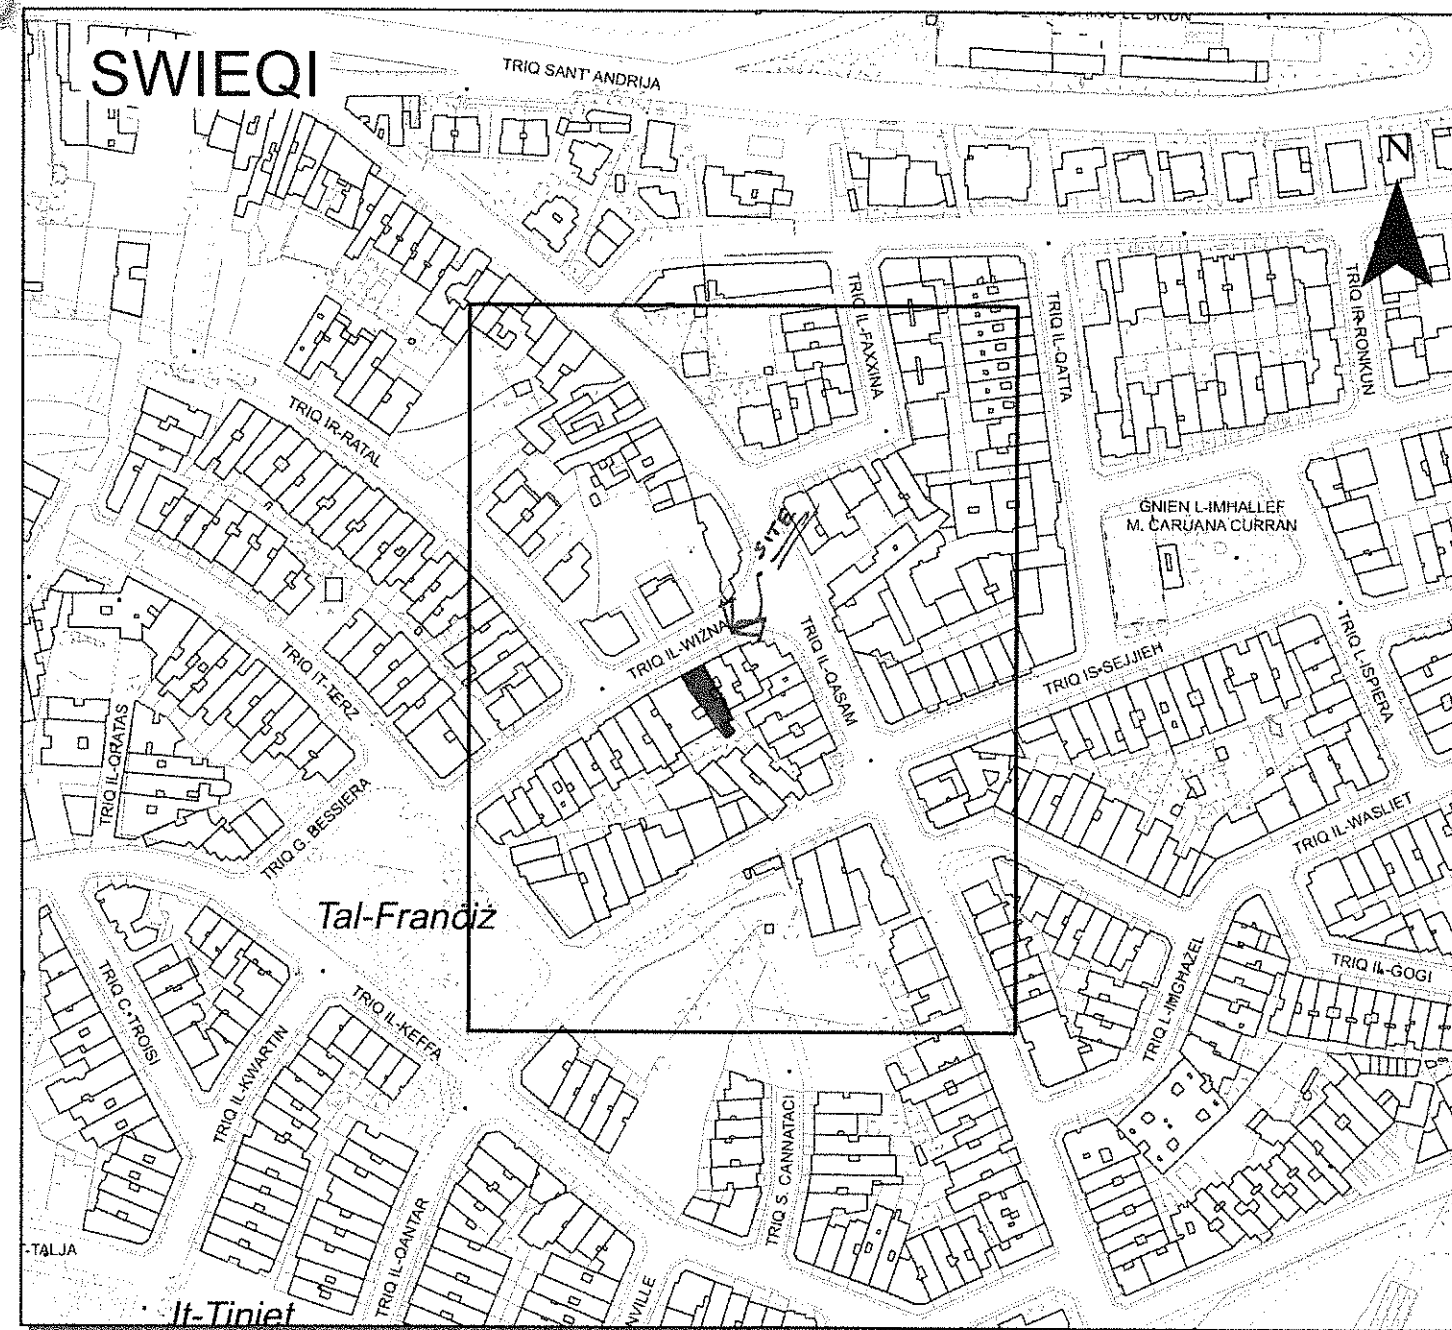 SWIEQI
TRIQ SANT' ANDRIJA
N
TRIQ IL-FAXXINA
TRIQ IL-QATTA
TRIQ IR-RONKUN
TRIQ IR-RATAL
GNIEN L-IMHALLEF
M. CARUANA CURRAN
SITE
TRIQ IL-WIŻNA
TRIQ IL-QASAM
TRIQ IS-SEJJIEH
TRIQ L-ISPIERA
TRIQ IT-TERZ
TRIQ IL-QRATAS
TRIQ G. BESSIERA
TRIQ IL-WASLIET
Tal-Franċiż
TRIQ C. TROISI
TRIQ IL-KEFFA
TRIQ IL-KWARTIN
TRIQ L-IMGHAZEL
TRIQ IL-GOGI
TRIQ S. CANNATACI
TRIQ IL-QANTAR
-TALJA
NVILLE
It-Tiniet